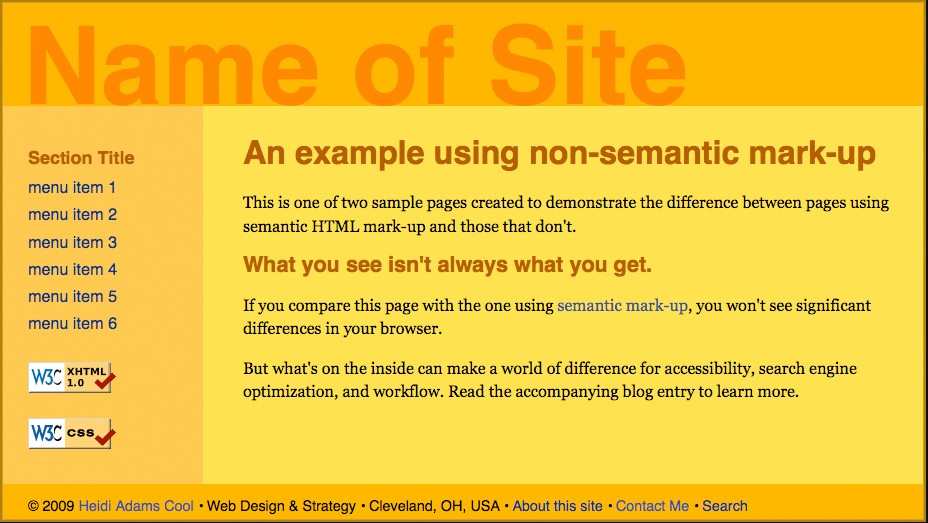 Name of Site
Section Title
menu item 1
menu item 2
menu item 3
menu item 4
menu item 5
menu item 6
W3C XHTML 1.0
W3C css
An example using non-semantic mark-up
This is one of two sample pages created to demonstrate the difference between pages using
semantic HTML mark-up and those that don't.
What you see isn't always what you get.
If you compare this page with the one using semantic mark-up, you won't see significant
differences in your browser.
But what's on the inside can make a world of difference for accessibility, search engine
optimization, and workflow. Read the accompanying blog entry to learn more.
© 2009 Heidi Adams Cool • Web Design & Strategy • Cleveland, OH, USA • About this site • Contact Me • Search